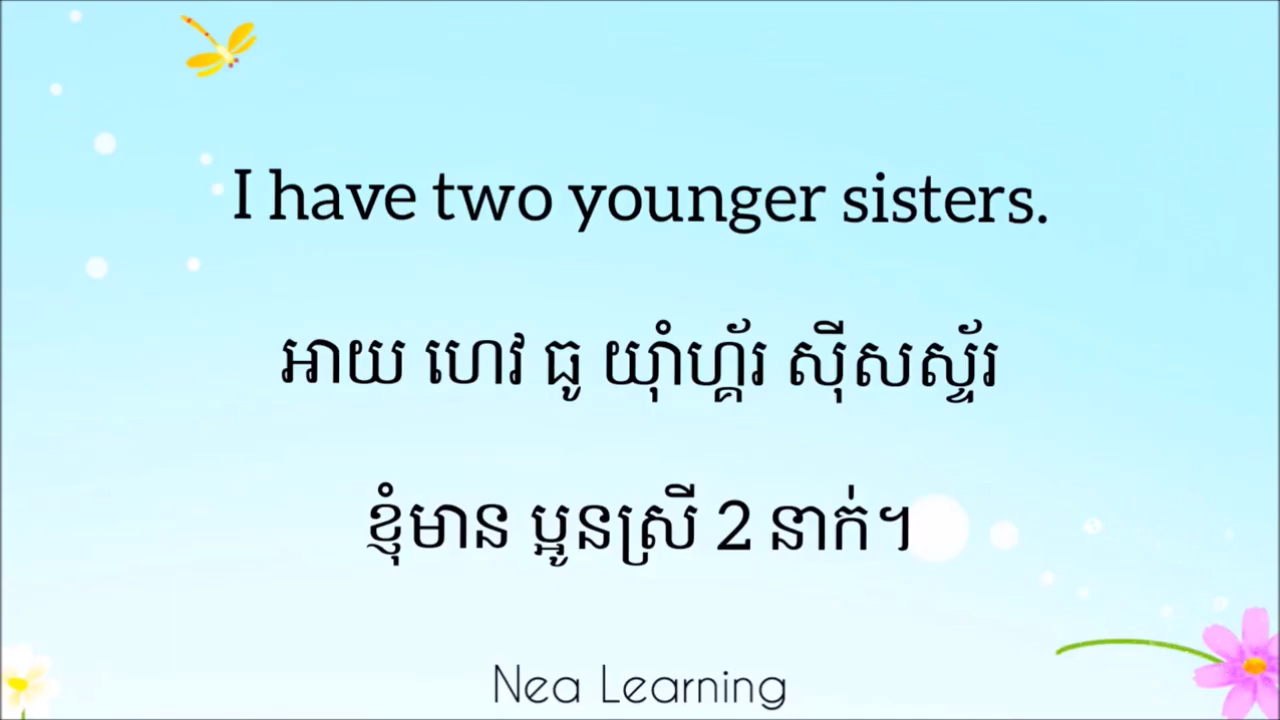 I have two younger sisters.
អាយ ហេវ ធូ យ៉ាំហ្គ័រ ស៊ីសស្ទ័រ
ខ្ញុំមាន ប្អូនស្រី 2 នាក់។
Nea Learning